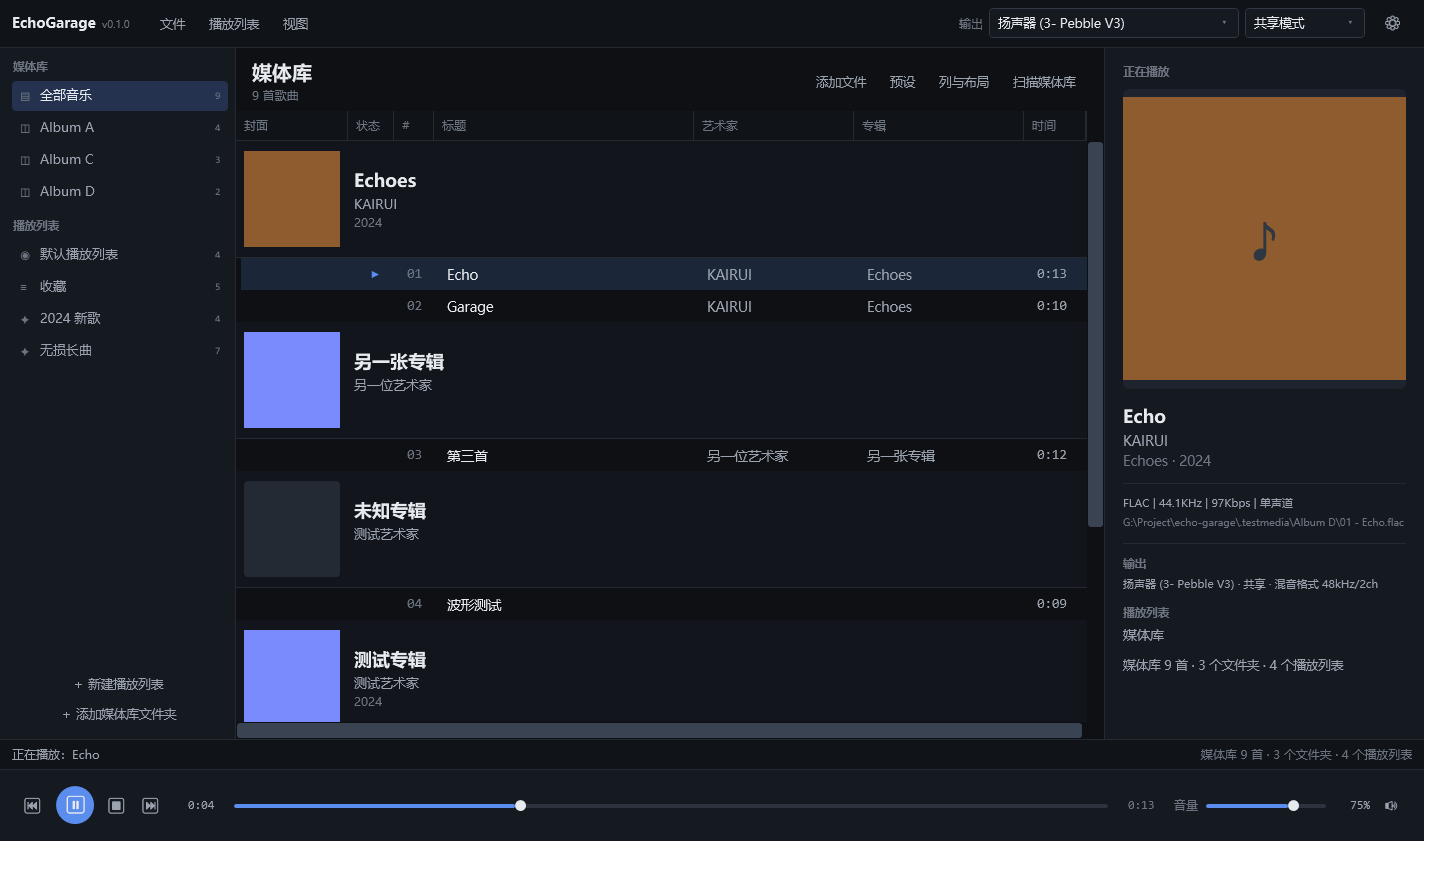 EchoGarage v0.1.0 文件 播放列表 视图 输出 扬声器 (3- Pebble V3) 共享模式
媒体库
全部音乐 9
Album A 4
Album C 3
Album D 2
播放列表
默认播放列表 4
收藏 5
2024 新歌 4
无损长曲 7
+ 新建播放列表
+ 添加媒体库文件夹
媒体库
9 首歌曲
添加文件 预设 列与布局 扫描媒体库
封面 状态 # 标题 艺术家 专辑 时间
Echoes
KAIRUI
2024
01 Echo KAIRUI Echoes 0:13
02 Garage KAIRUI Echoes 0:10
另一张专辑
另一位艺术家
03 第三首 另一位艺术家 另一张专辑 0:12
未知专辑
测试艺术家
04 波形测试 0:09
测试专辑
测试艺术家
2024
正在播放
Echo
KAIRUI
Echoes · 2024
FLAC | 44.1KHz | 97Kbps | 单声道
G:\Project\echo-garage\.testmedia\Album D\01 - Echo.flac
输出
扬声器 (3- Pebble V3) · 共享 · 混音格式 48kHz/2ch
播放列表
媒体库
媒体库 9 首 · 3 个文件夹 · 4 个播放列表
正在播放: Echo
媒体库 9 首 · 3 个文件夹 · 4 个播放列表
0:04 0:13 音量 75%